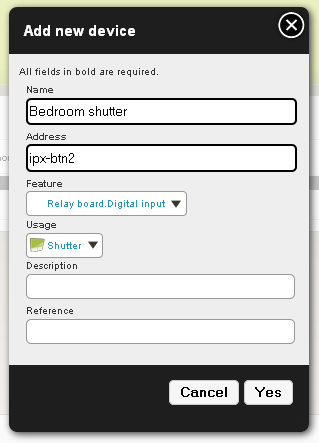 Add new device
All fields in bold are required.
Name
Bedroom shutter
Address
ipx-btn2
Feature
Relay board.Digital input
Usage
Shutter
Description
Reference
Cancel Yes